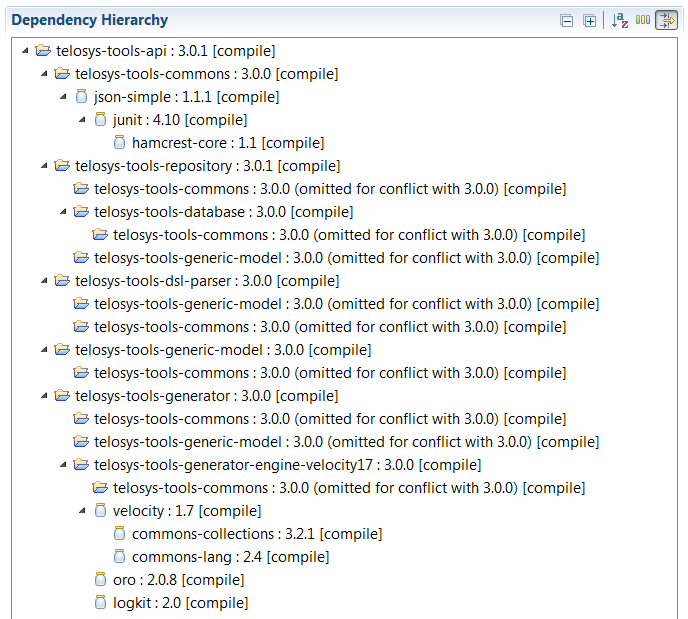 Dependency Hierarchy
telosys-tools-api : 3.0.1 [compile]
telosys-tools-commons : 3.0.0 [compile]
json-simple : 1.1.1 [compile]
junit : 4.10 [compile]
hamcrest-core : 1.1 [compile]
telosys-tools-repository : 3.0.1 [compile]
telosys-tools-commons : 3.0.0 (omitted for conflict with 3.0.0) [compile]
telosys-tools-database : 3.0.0 [compile]
telosys-tools-commons : 3.0.0 (omitted for conflict with 3.0.0) [compile]
telosys-tools-generic-model : 3.0.0 (omitted for conflict with 3.0.0) [compile]
telosys-tools-dsl-parser : 3.0.0 [compile]
telosys-tools-generic-model : 3.0.0 (omitted for conflict with 3.0.0) [compile]
telosys-tools-commons : 3.0.0 (omitted for conflict with 3.0.0) [compile]
telosys-tools-generic-model : 3.0.0 [compile]
telosys-tools-commons : 3.0.0 (omitted for conflict with 3.0.0) [compile]
telosys-tools-generator : 3.0.0 [compile]
telosys-tools-commons : 3.0.0 (omitted for conflict with 3.0.0) [compile]
telosys-tools-generic-model : 3.0.0 (omitted for conflict with 3.0.0) [compile]
telosys-tools-generator-engine-velocity17 : 3.0.0 [compile]
telosys-tools-commons : 3.0.0 (omitted for conflict with 3.0.0) [compile]
velocity : 1.7 [compile]
commons-collections : 3.2.1 [compile]
commons-lang : 2.4 [compile]
oro : 2.0.8 [compile]
logkit : 2.0 [compile]